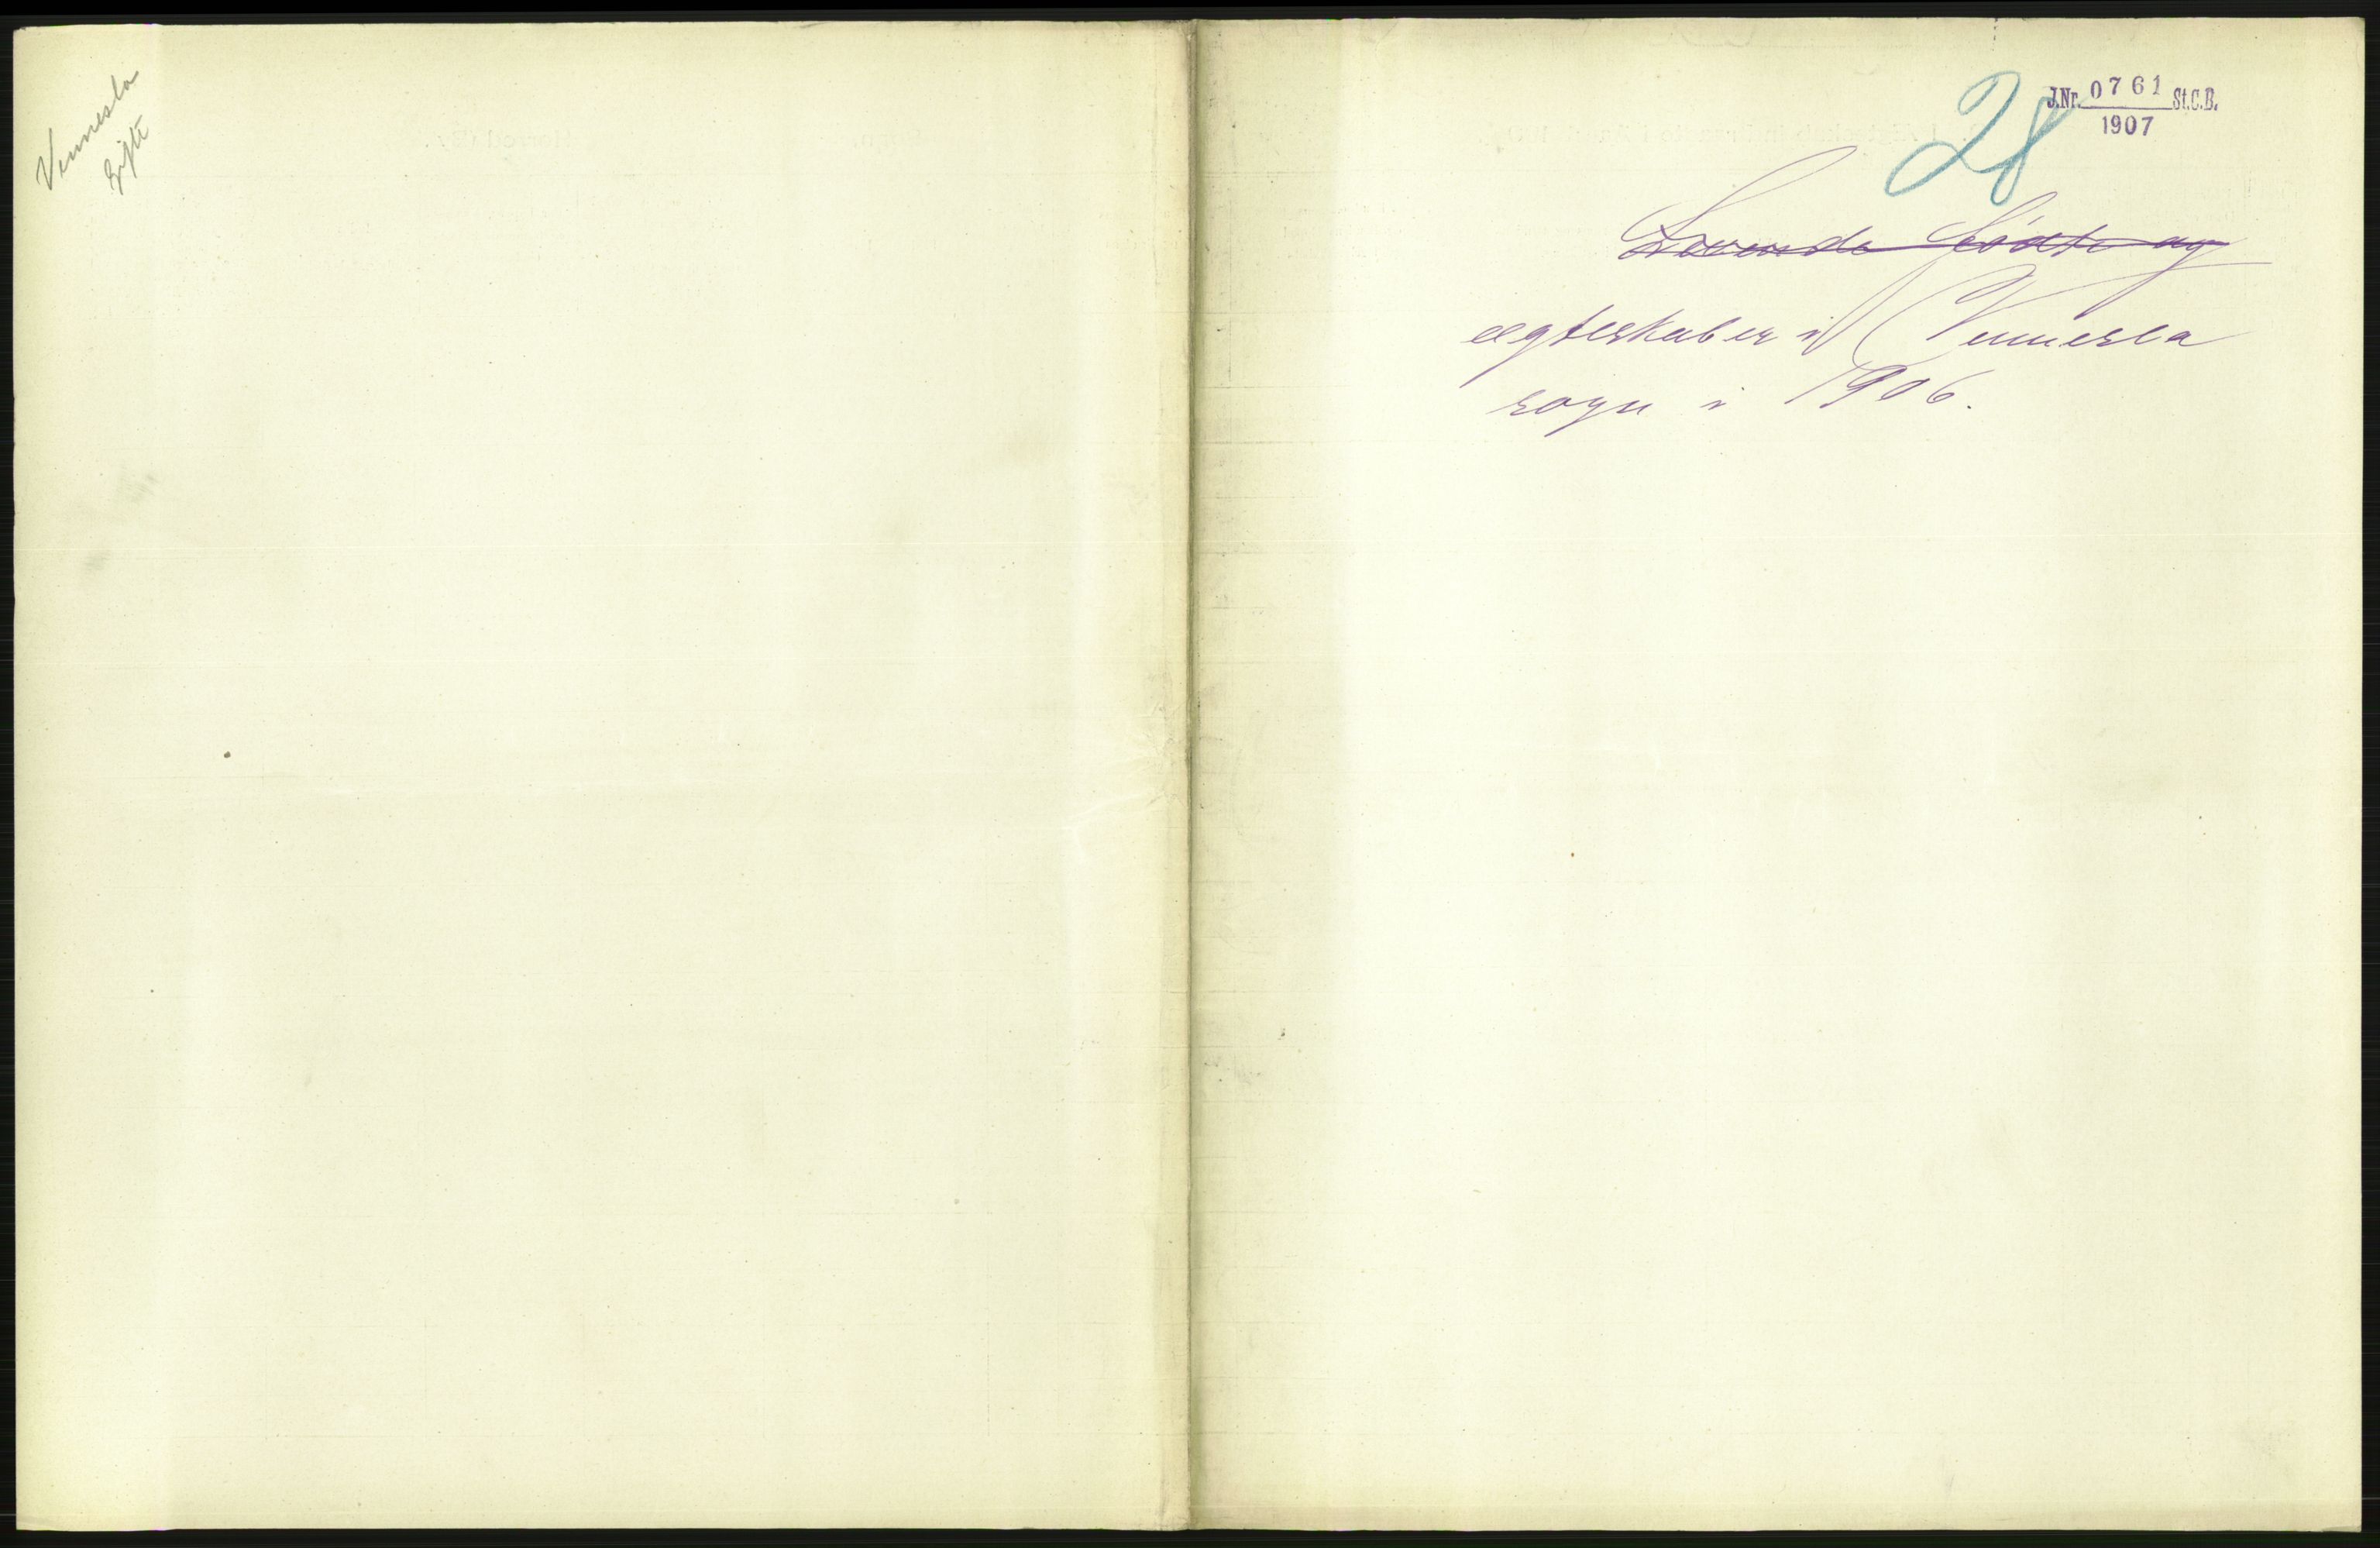 Vennesla
gifte
28
J.Nr. 0761 St.C.B.
1907
Levende fødte og
ægteskaber i Vennesla
sogn i 1906.